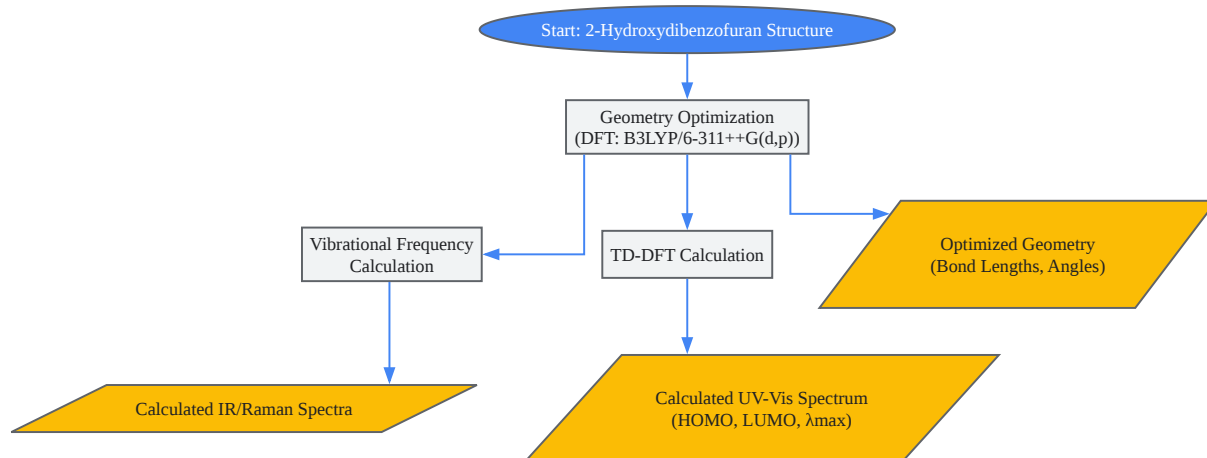 Start: 2-Hydroxydibenzofuran Structure
Geometry Optimization
(DFT: B3LYP/6-311++G(d,p))
Vibrational Frequency
Calculation
TD-DFT Calculation
Optimized Geometry
(Bond Lengths, Angles)
Calculated IR/Raman Spectra
Calculated UV-Vis Spectrum
(HOMO, LUMO, λmax)